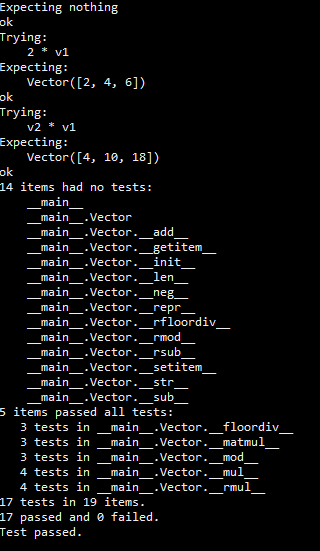 Expecting nothing
ok
Trying:
    2 * v1
Expecting:
    Vector([2, 4, 6])
ok
Trying:
    v2 * v1
Expecting:
    Vector([4, 10, 18])
ok
14 items had no tests:
    __main__
    __main__.Vector
    __main__.Vector.__add__
    __main__.Vector.__getitem__
    __main__.Vector.__init__
    __main__.Vector.__len__
    __main__.Vector.__neg__
    __main__.Vector.__repr__
    __main__.Vector.__rfloordiv__
    __main__.Vector.__rmod__
    __main__.Vector.__rsub__
    __main__.Vector.__setitem__
    __main__.Vector.__str__
    __main__.Vector.__sub__
5 items passed all tests:
   3 tests in __main__.Vector.__floordiv__
   3 tests in __main__.Vector.__matmul__
   3 tests in __main__.Vector.__mod__
   4 tests in __main__.Vector.__mul__
   4 tests in __main__.Vector.__rmul__
17 tests in 19 items.
17 passed and 0 failed.
Test passed.